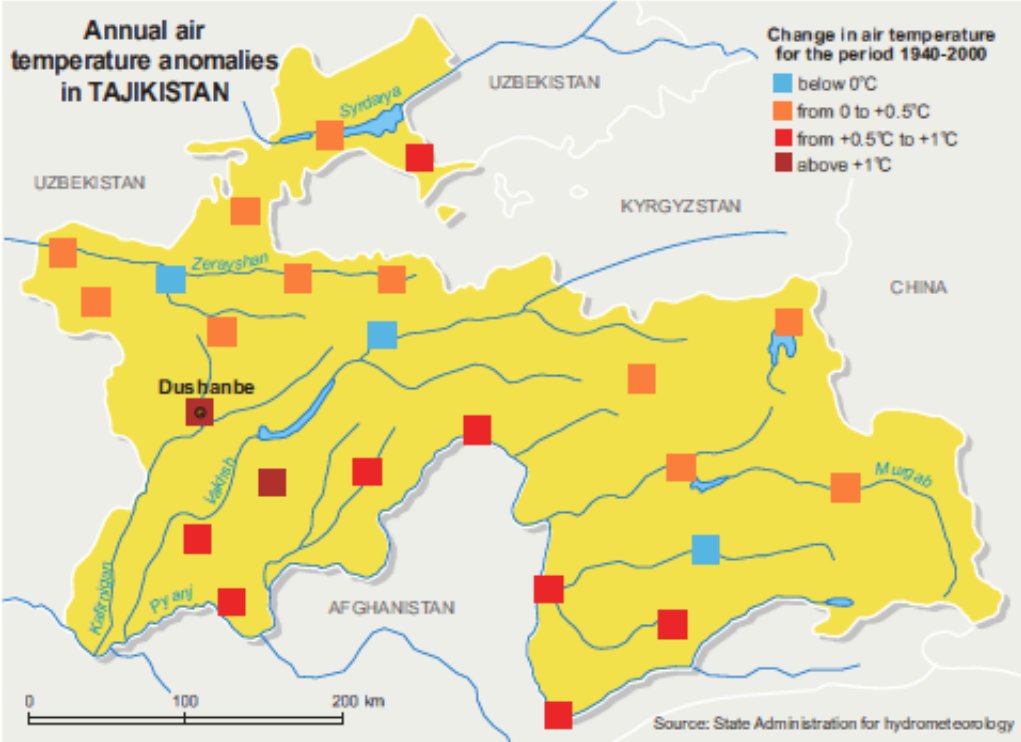 Annual air
temperature anomalies
in TAJIKISTAN
Change in air temperature
for the period 1940-2000
below 0°C
from 0 to +0.5°C
from +0.5°C to +1°C
above +1°C
UZBEKISTAN
Syrdarya
UZBEKISTAN
KYRGYZSTAN
Zerayshan
CHINA
Dushanbe
Vakhsh
Murgab
Kafirnigan
Pyanj
AFGHANISTAN
0 100 200 km
Source: State Administration for hydrometeorology